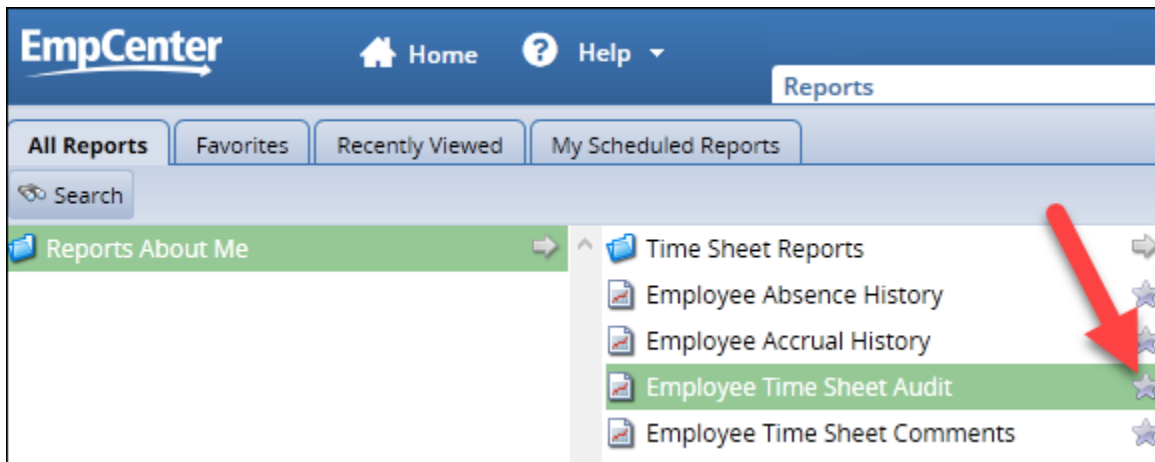 EmpCenter
Home
? Help
Reports
All Reports
Favorites
Recently Viewed
My Scheduled Reports
Search
Reports About Me
Time Sheet Reports
Employee Absence History
Employee Accrual History
Employee Time Sheet Audit
Employee Time Sheet Comments